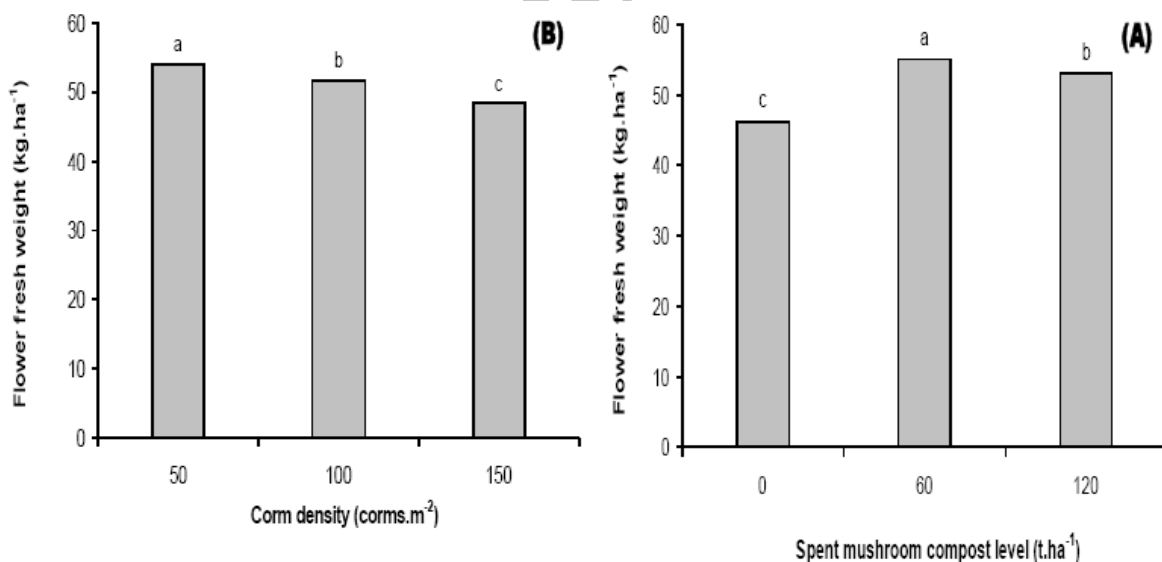 (B)
Flower fresh weight (kg.ha⁻¹)
60
50
40
30
20
10
0
a
b
c
50 100 150
Corm density (corms.m⁻²)
(A)
Flower fresh weight (kg.ha⁻¹)
60
50
40
30
20
10
0
c
a
b
0 60 120
Spent mushroom compost level (t.ha⁻¹)